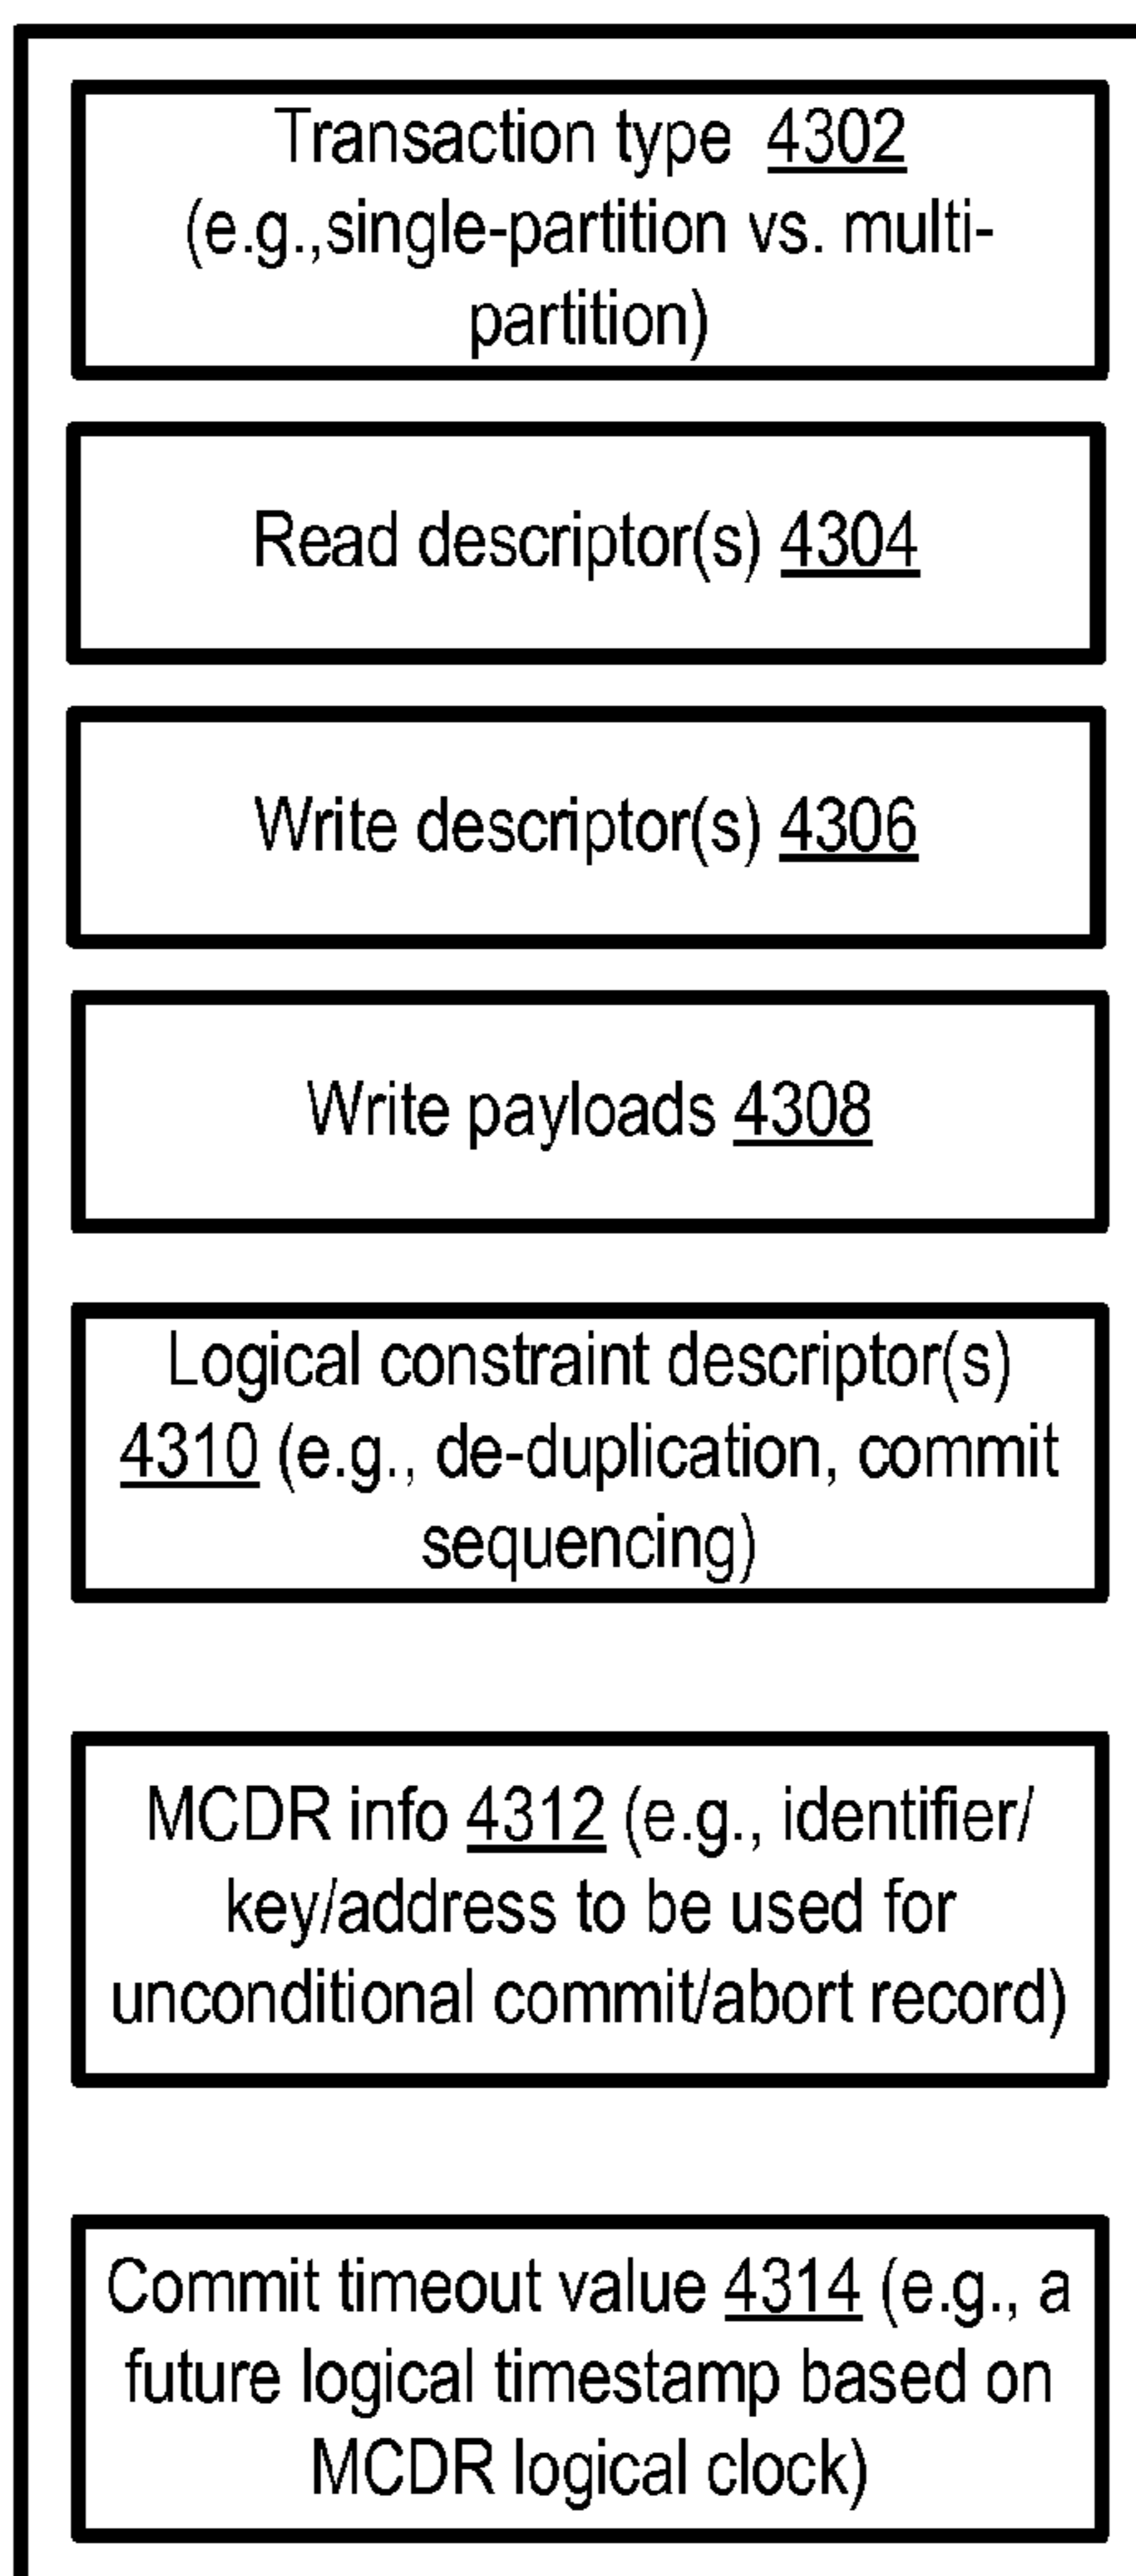 Transaction type 4302
(e.g.,single-partition vs. multi-
partition)
Read descriptor(s) 4304
Write descriptor(s) 4306
Write payloads 4308
Logical constraint descriptor(s)
4310 (e.g., de-duplication, commit
sequencing)
MCDR info 4312 (e.g., identifier/
key/address to be used for
unconditional commit/abort record)
Commit timeout value 4314 (e.g., a
future logical timestamp based on
MCDR logical clock)